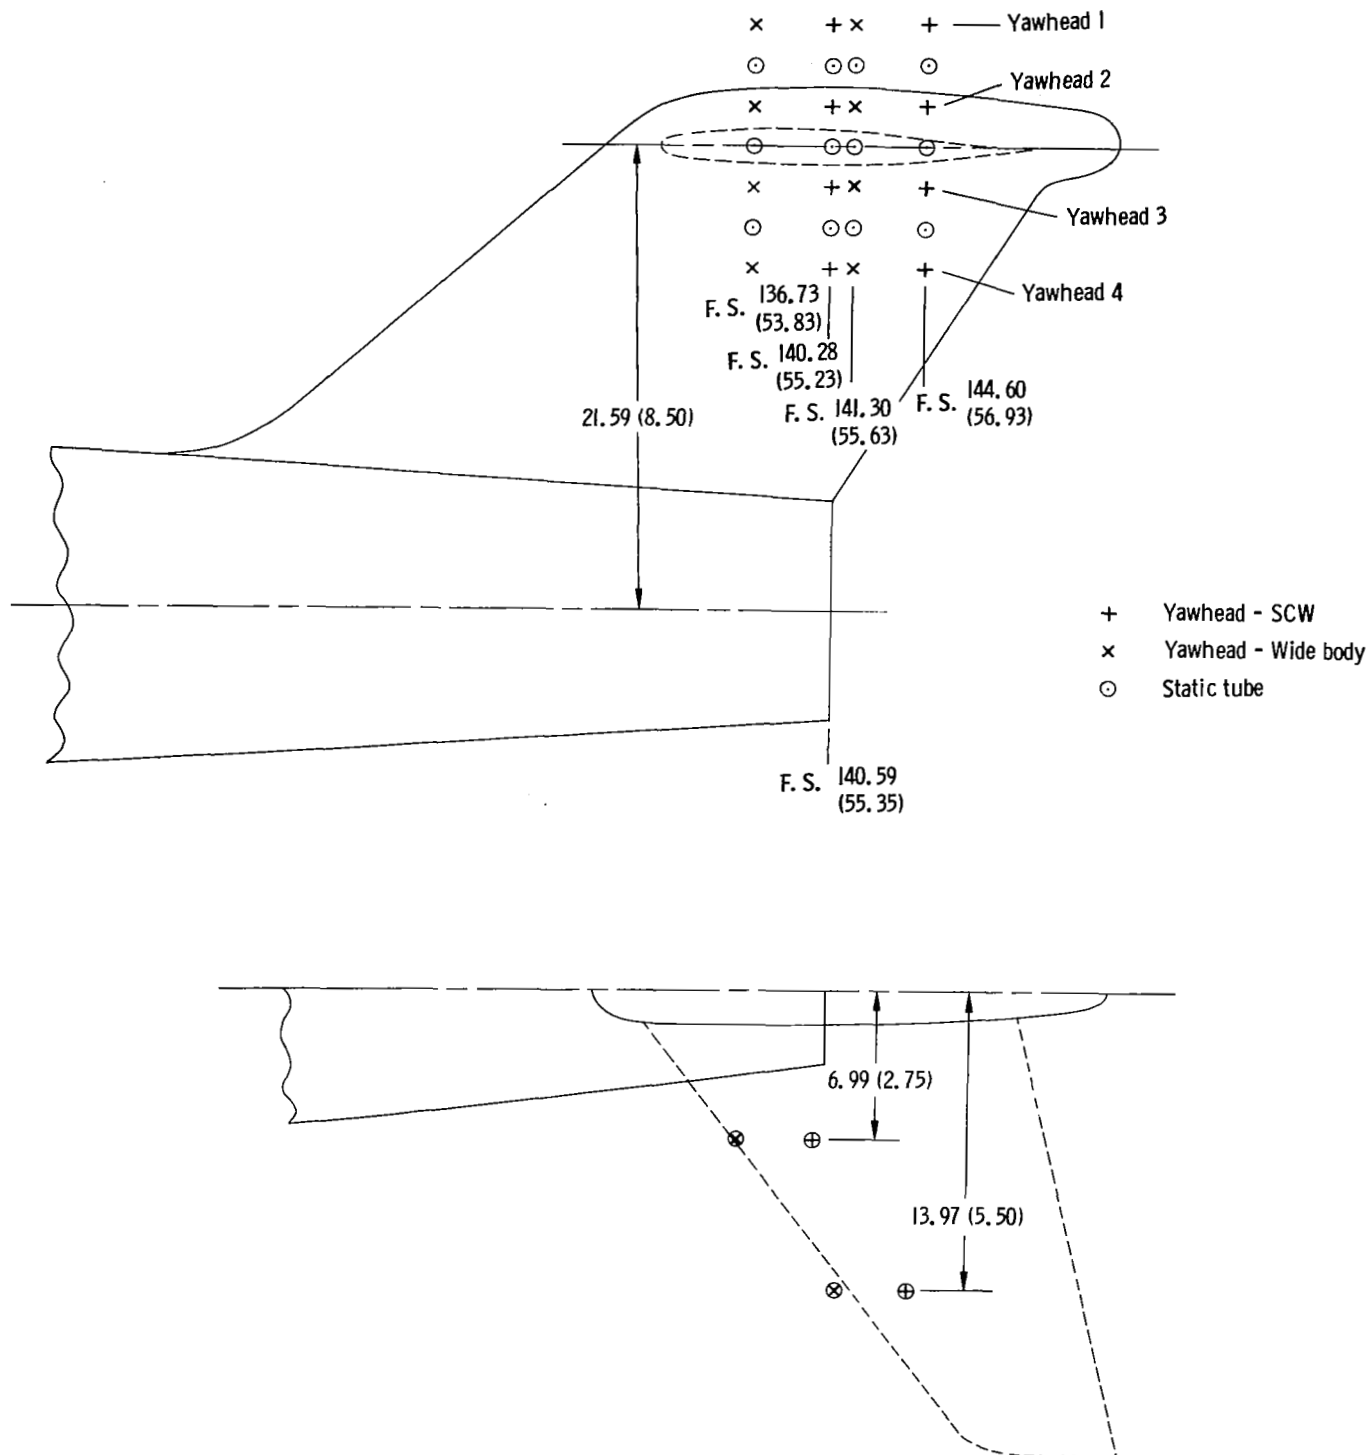 Yawhead 1
Yawhead 2
Yawhead 3
Yawhead 4
F. S. 136.73
(53.83)
F. S. 140.28
(55.23)
F. S. 141.30
(55.63)
F. S. 144.60
(56.93)
21.59 (8.50)
+ Yawhead - SCW
× Yawhead - Wide body
⊙ Static tube
F. S. 140.59
(55.35)
6.99 (2.75)
13.97 (5.50)